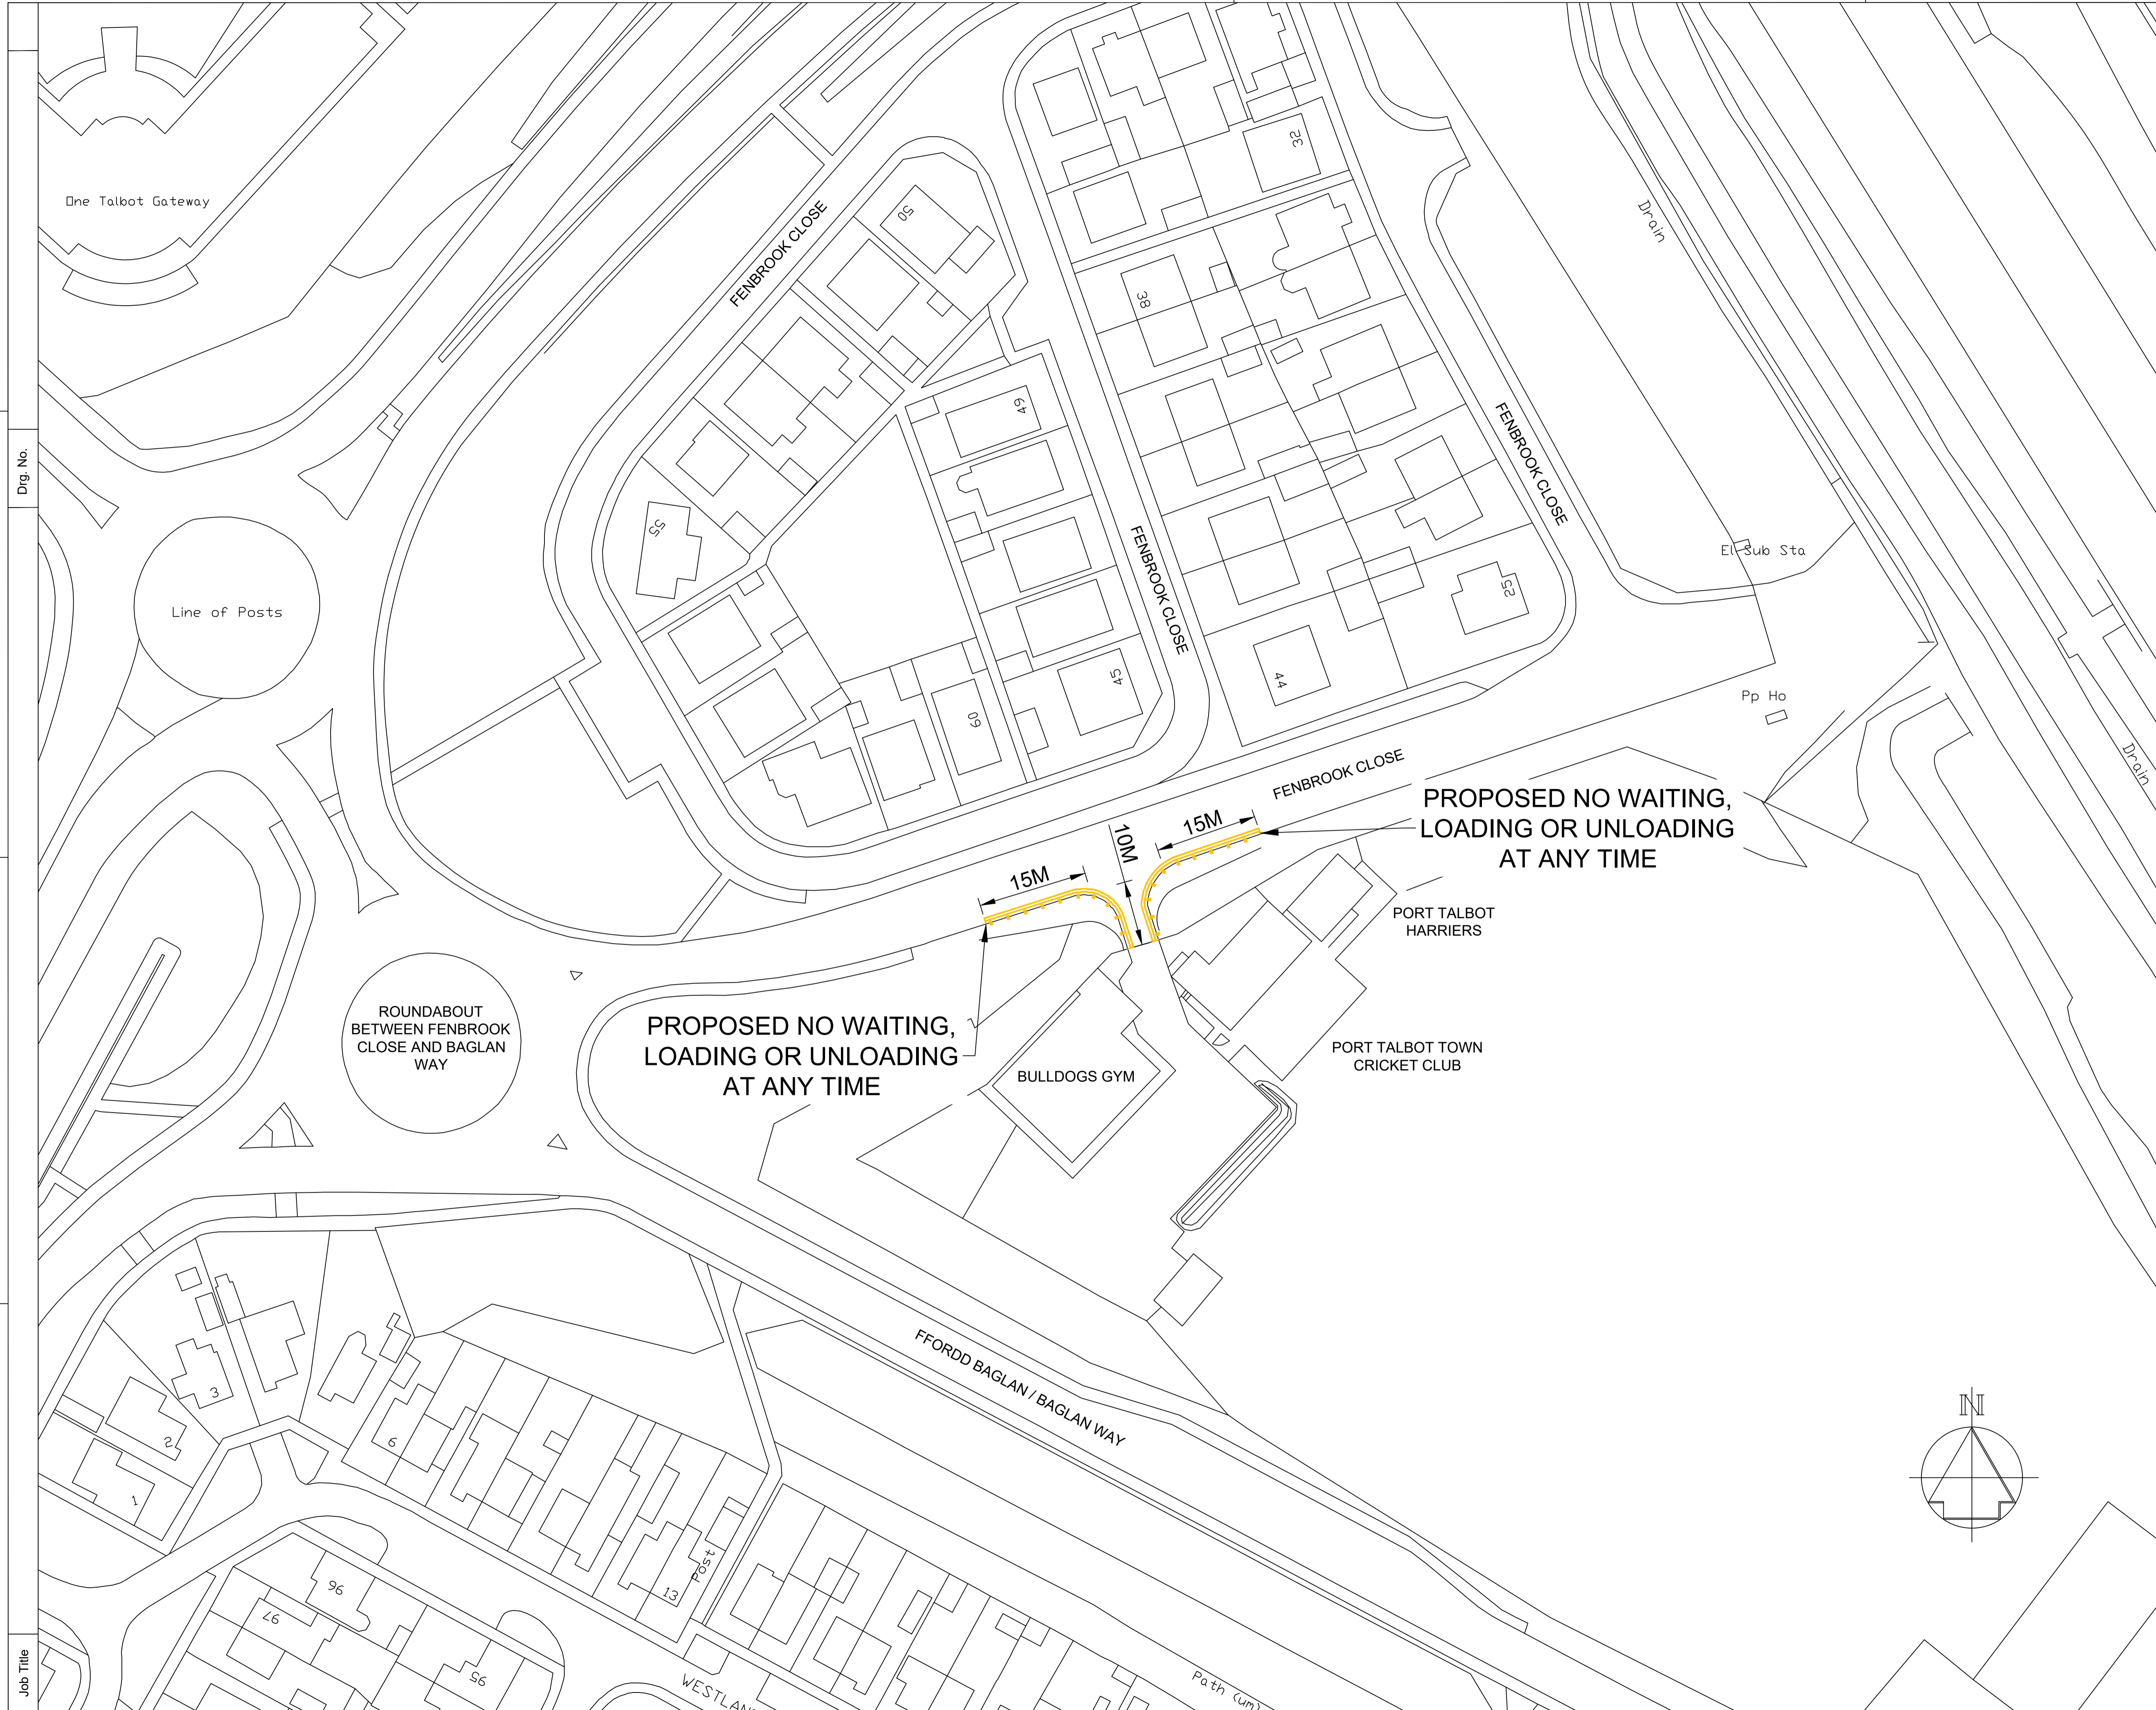 One Talbot Gateway
Drg. No.
Line of Posts
FENBROOK CLOSE
50
55
49
60
45
32
38
FENBROOK CLOSE
FENBROOK CLOSE
25
44
Drain
El Sub Sta
Pp Ho
Drain
FENBROOK CLOSE
PROPOSED NO WAITING,
LOADING OR UNLOADING
AT ANY TIME
15M
10M
15M
PORT TALBOT
HARRIERS
PORT TALBOT TOWN
CRICKET CLUB
ROUNDABOUT
BETWEEN FENBROOK
CLOSE AND BAGLAN
WAY
PROPOSED NO WAITING,
LOADING OR UNLOADING
AT ANY TIME
BULLDOGS GYM
FFORDD BAGLAN / BAGLAN WAY
N
3
2
1
6
13
Post
96
97
95
Path (um)
Job Title